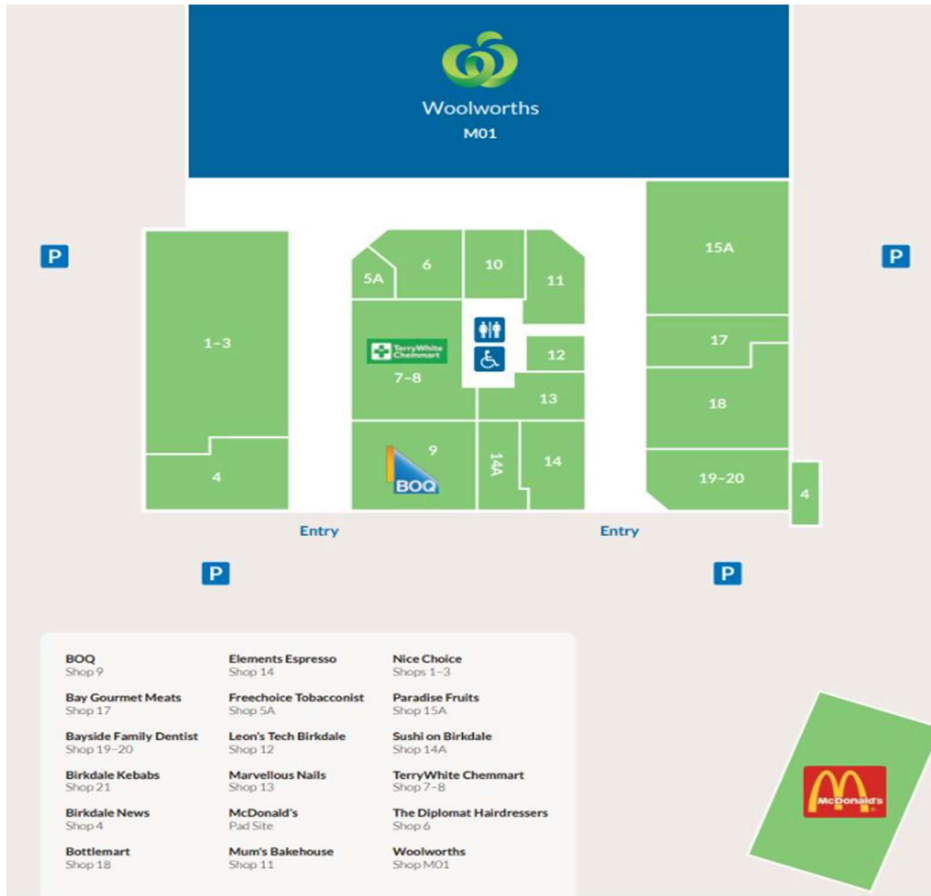 Woolworths
M01
P
P
15A
6
10
5A
11
1–3
TerryWhite
Chemmart
7–8
12
17
13
18
9
BOQ
14A
14
4
19–20
4
Entry
Entry
P
P
BOQ
Shop 9
Bay Gourmet Meats
Shop 17
Bayside Family Dentist
Shop 19–20
Birkdale Kebabs
Shop 21
Birkdale News
Shop 4
Bottlemart
Shop 18
Elements Espresso
Shop 14
Freechoice Tobacconist
Shop 5A
Leon's Tech Birkdale
Shop 12
Marvellous Nails
Shop 13
McDonald's
Pad Site
Mum's Bakehouse
Shop 11
Nice Choice
Shops 1–3
Paradise Fruits
Shop 15A
Sushi on Birkdale
Shop 14A
TerryWhite Chemmart
Shop 7–8
The Diplomat Hairdressers
Shop 6
Woolworths
Shop M01
McDonald's